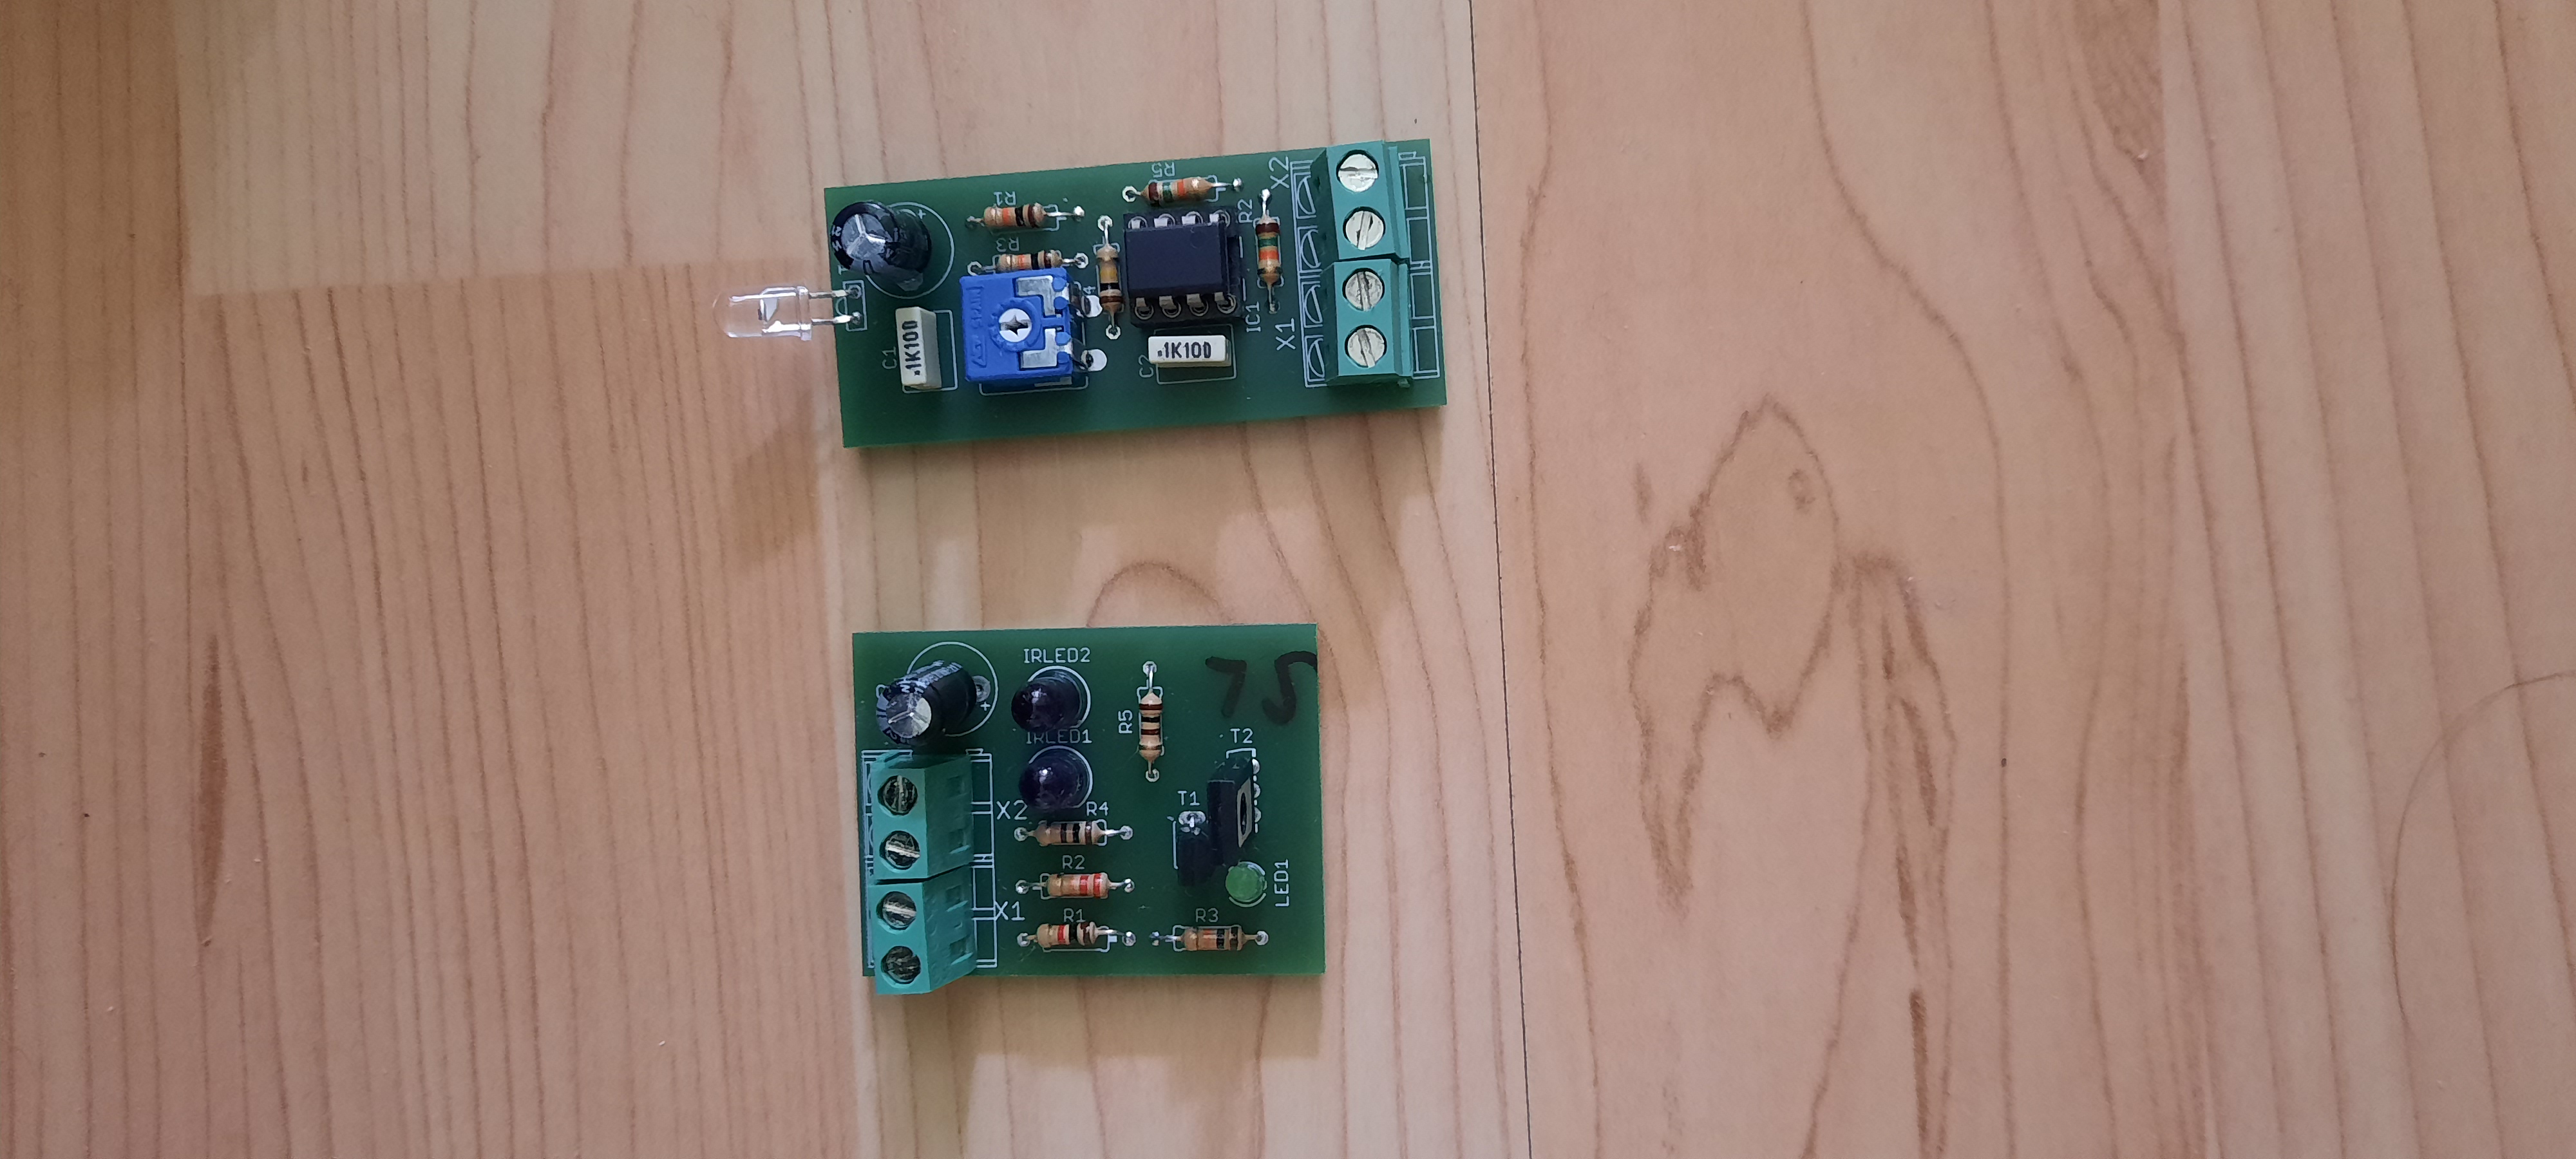 X1
X2
R1
R2
R4
IRLED1
IRLED2
R5
R3
T1
T2
LED1
5V
+
C1
.1K100
+
R3
R1
C2
.1K100
R5
IC1
R2
X1
X2